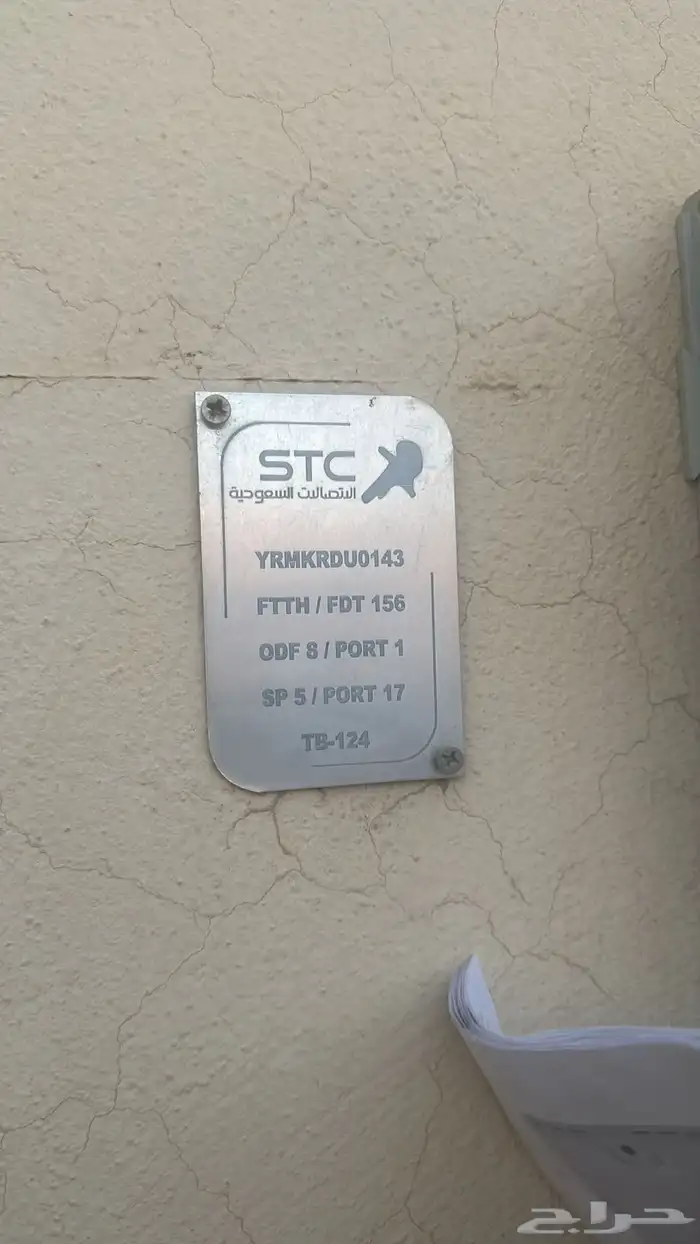 STC
الاتصالات السعودية
YRMKRDU0143
FTTH / FDT 156
ODF 8 / PORT 1
SP 5 / PORT 17
TB-124
حراج